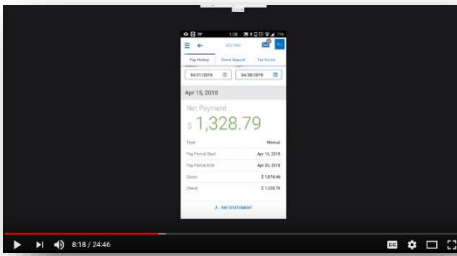 Pay History Direct Deposit Tax Forms
04/01/2018 04/30/2018
Apr 15, 2018
Net Payment
$ 1,328.79
Type Manual
Pay Period Start Apr 16, 2018
Pay Period End Apr 30, 2018
Gross
Check $ 1,328.79
PAY STATEMENT
8:18 / 24:46